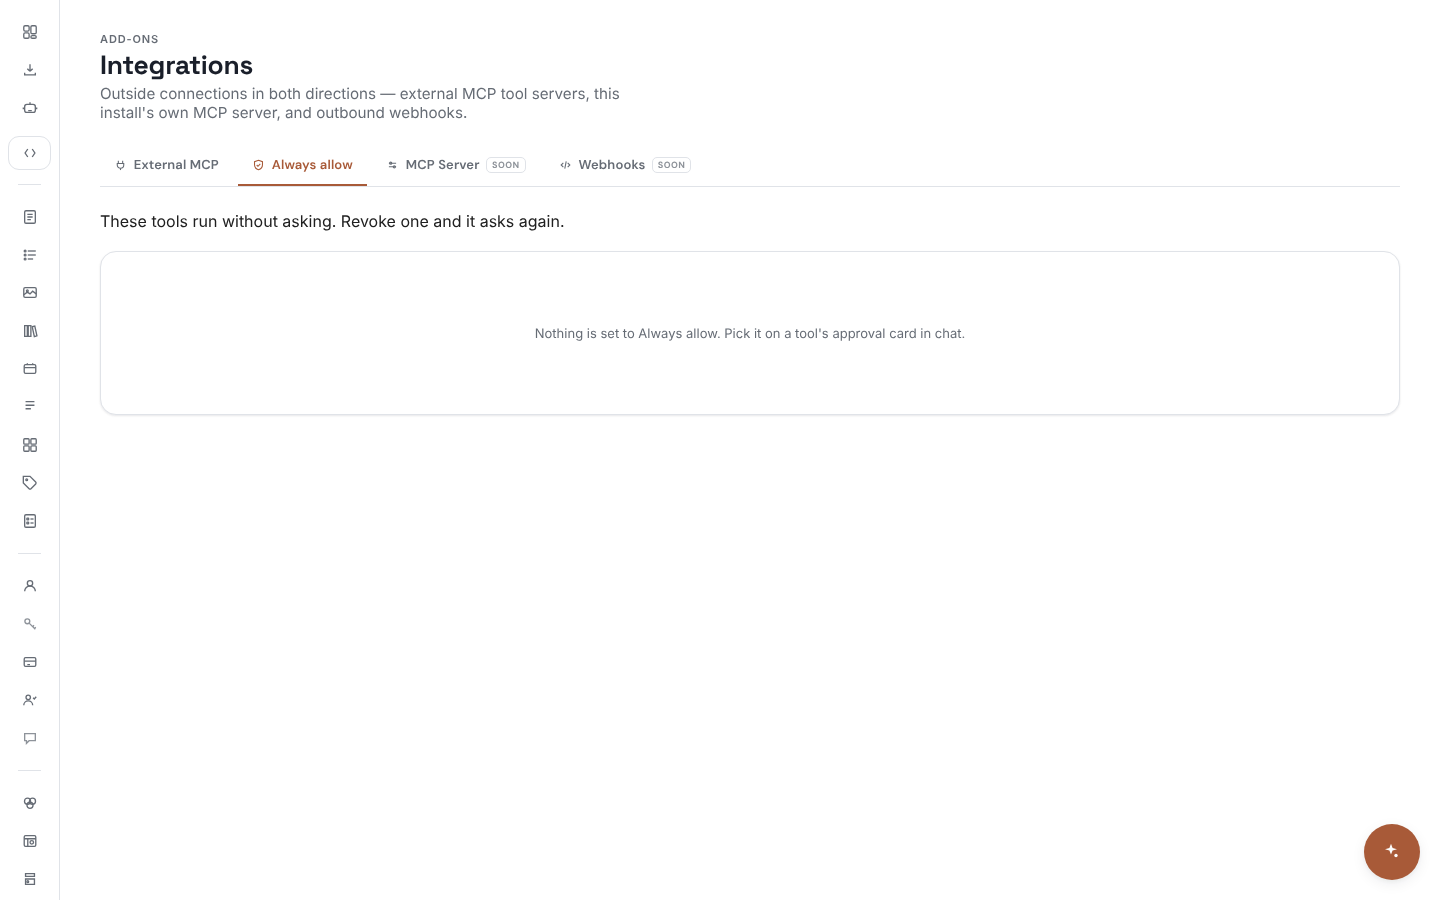 ADD-ONS
Integrations
Outside connections in both directions — external MCP tool servers, this
install's own MCP server, and outbound webhooks.
External MCP
Always allow
MCP Server SOON
Webhooks SOON
These tools run without asking. Revoke one and it asks again.
Nothing is set to Always allow. Pick it on a tool's approval card in chat.